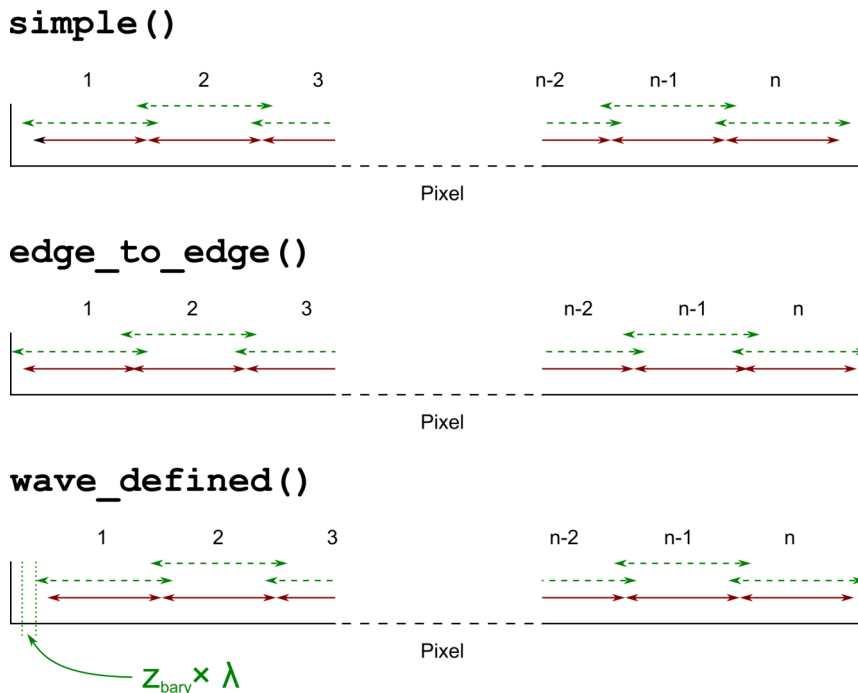 simple()
1 2 3 n-2 n-1 n
Pixel
edge_to_edge()
1 2 3 n-2 n-1 n
Pixel
wave_defined()
1 2 3 n-2 n-1 n
Pixel
z_bary × λ